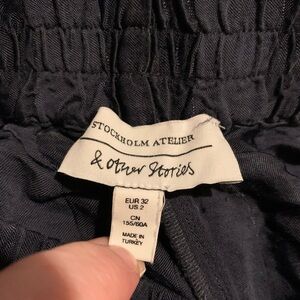 STOCKHOLM ATELIER
& Other Stories
EUR 32
US 2
CN
155/60A
MADE IN
TURKEY